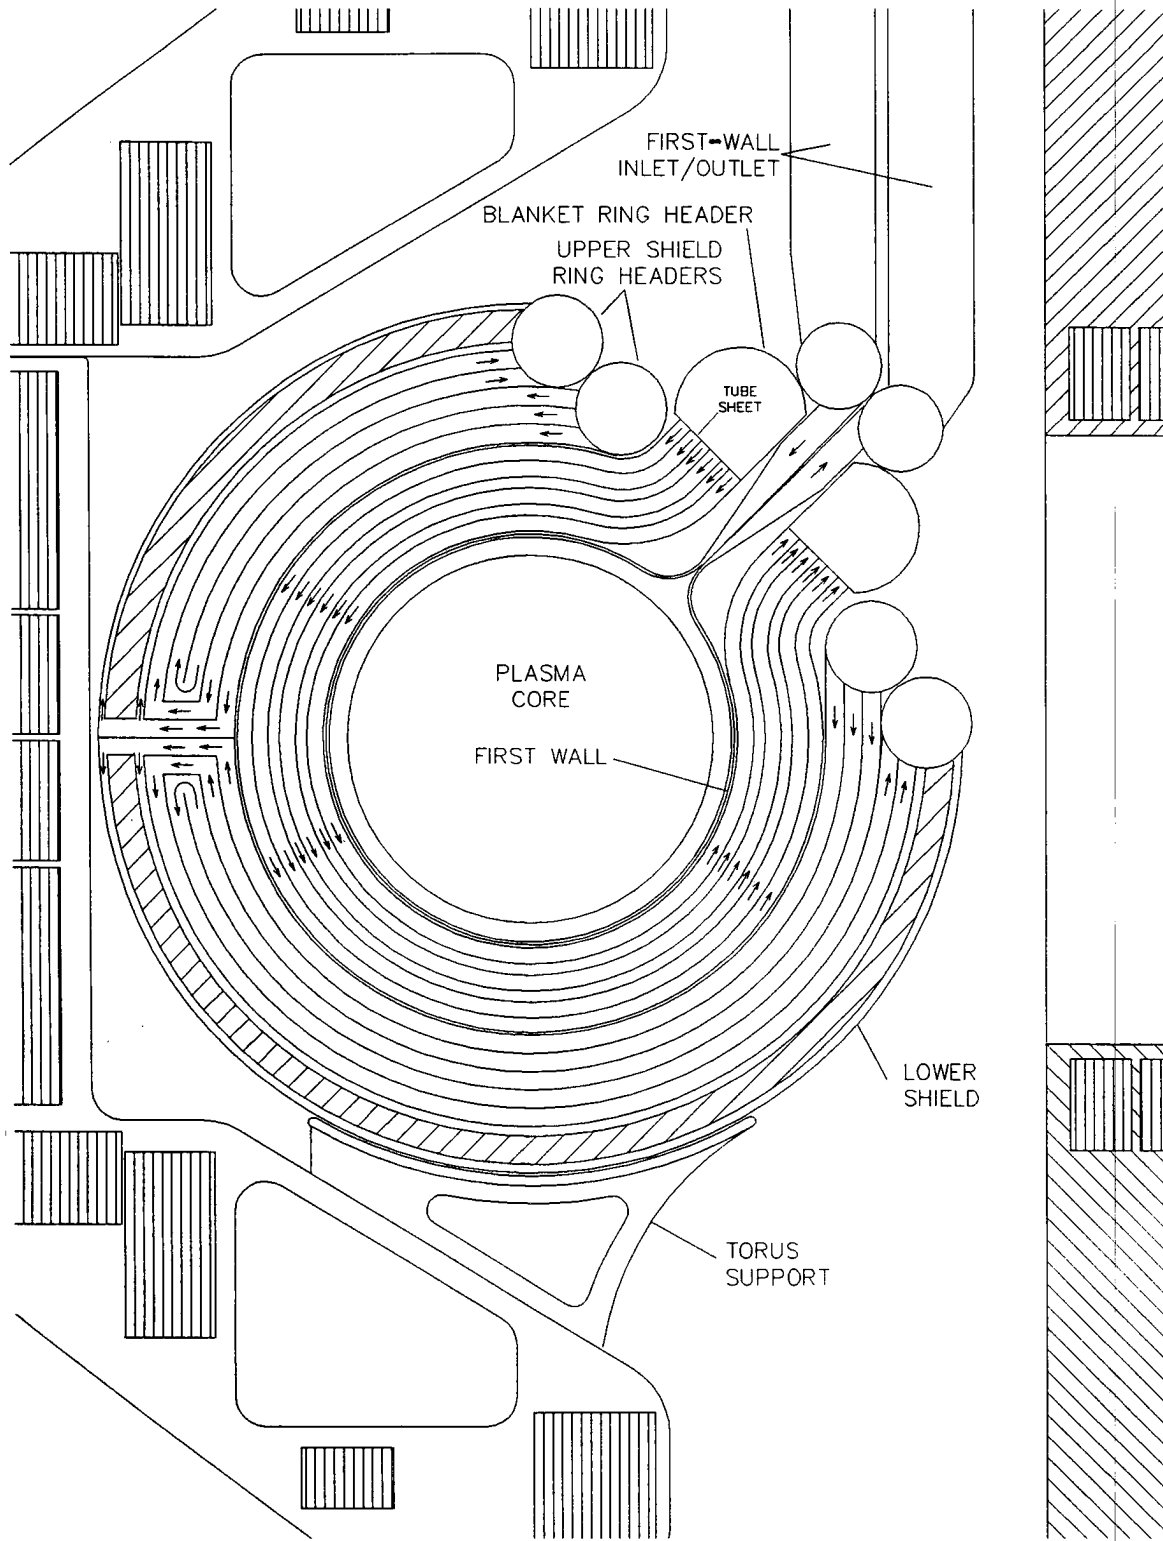 FIRST-WALL
INLET/OUTLET
BLANKET RING HEADER
UPPER SHIELD
RING HEADERS
TUBE
SHEET
PLASMA
CORE
FIRST WALL
LOWER
SHIELD
TORUS
SUPPORT